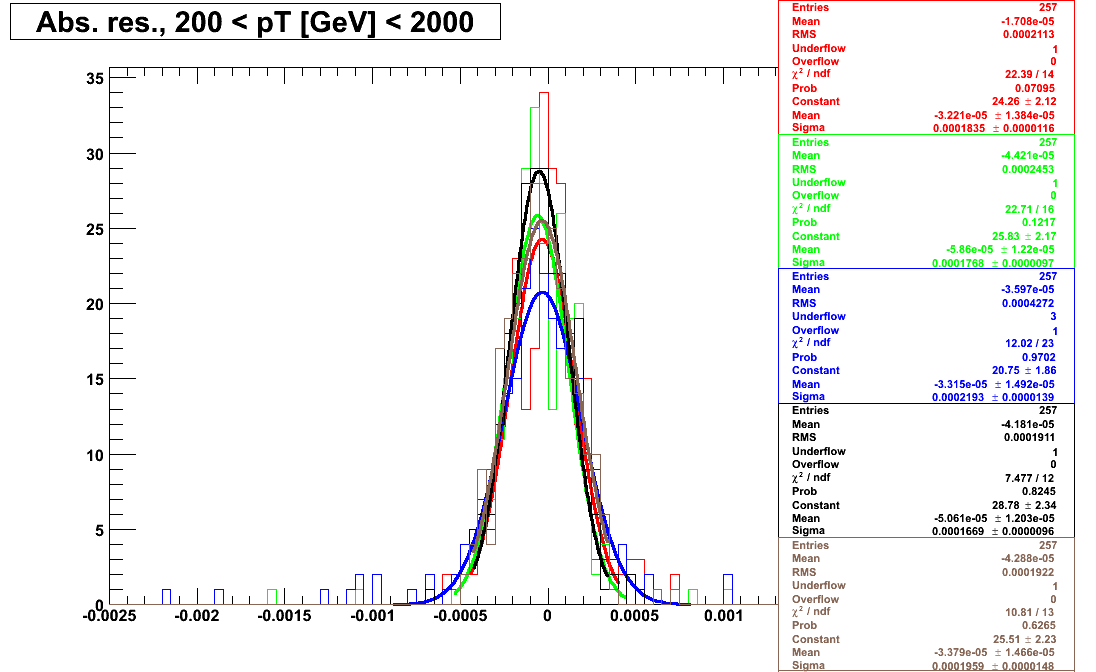 Abs. res., 200 < pT [GeV] < 2000
35
30
25
20
15
10
5
0
-0.0025 -0.002 -0.0015 -0.001 -0.0005 0 0.0005 0.001
Entries 257
Mean -1.708e-05
RMS 0.0002113
Underflow 1
Overflow 0
χ² / ndf 22.39 / 14
Prob 0.07095
Constant 24.26 ± 2.12
Mean -3.221e-05 ± 1.384e-05
Sigma 0.0001835 ± 0.0000116
Entries 257
Mean -4.421e-05
RMS 0.0002453
Underflow 1
Overflow 0
χ² / ndf 22.71 / 16
Prob 0.1217
Constant 25.83 ± 2.17
Mean -5.86e-05 ± 1.22e-05
Sigma 0.0001768 ± 0.0000097
Entries 257
Mean -3.597e-05
RMS 0.0004272
Underflow 3
Overflow 1
χ² / ndf 12.02 / 23
Prob 0.9702
Constant 20.75 ± 1.86
Mean -3.315e-05 ± 1.492e-05
Sigma 0.0002193 ± 0.0000139
Entries 257
Mean -4.181e-05
RMS 0.0001911
Underflow 1
Overflow 0
χ² / ndf 7.477 / 12
Prob 0.8245
Constant 28.78 ± 2.34
Mean -5.061e-05 ± 1.203e-05
Sigma 0.0001669 ± 0.0000096
Entries 257
Mean -4.288e-05
RMS 0.0001922
Underflow 1
Overflow 0
χ² / ndf 10.81 / 13
Prob 0.6265
Constant 25.51 ± 2.23
Mean -3.379e-05 ± 1.466e-05
Sigma 0.0001959 ± 0.0000148